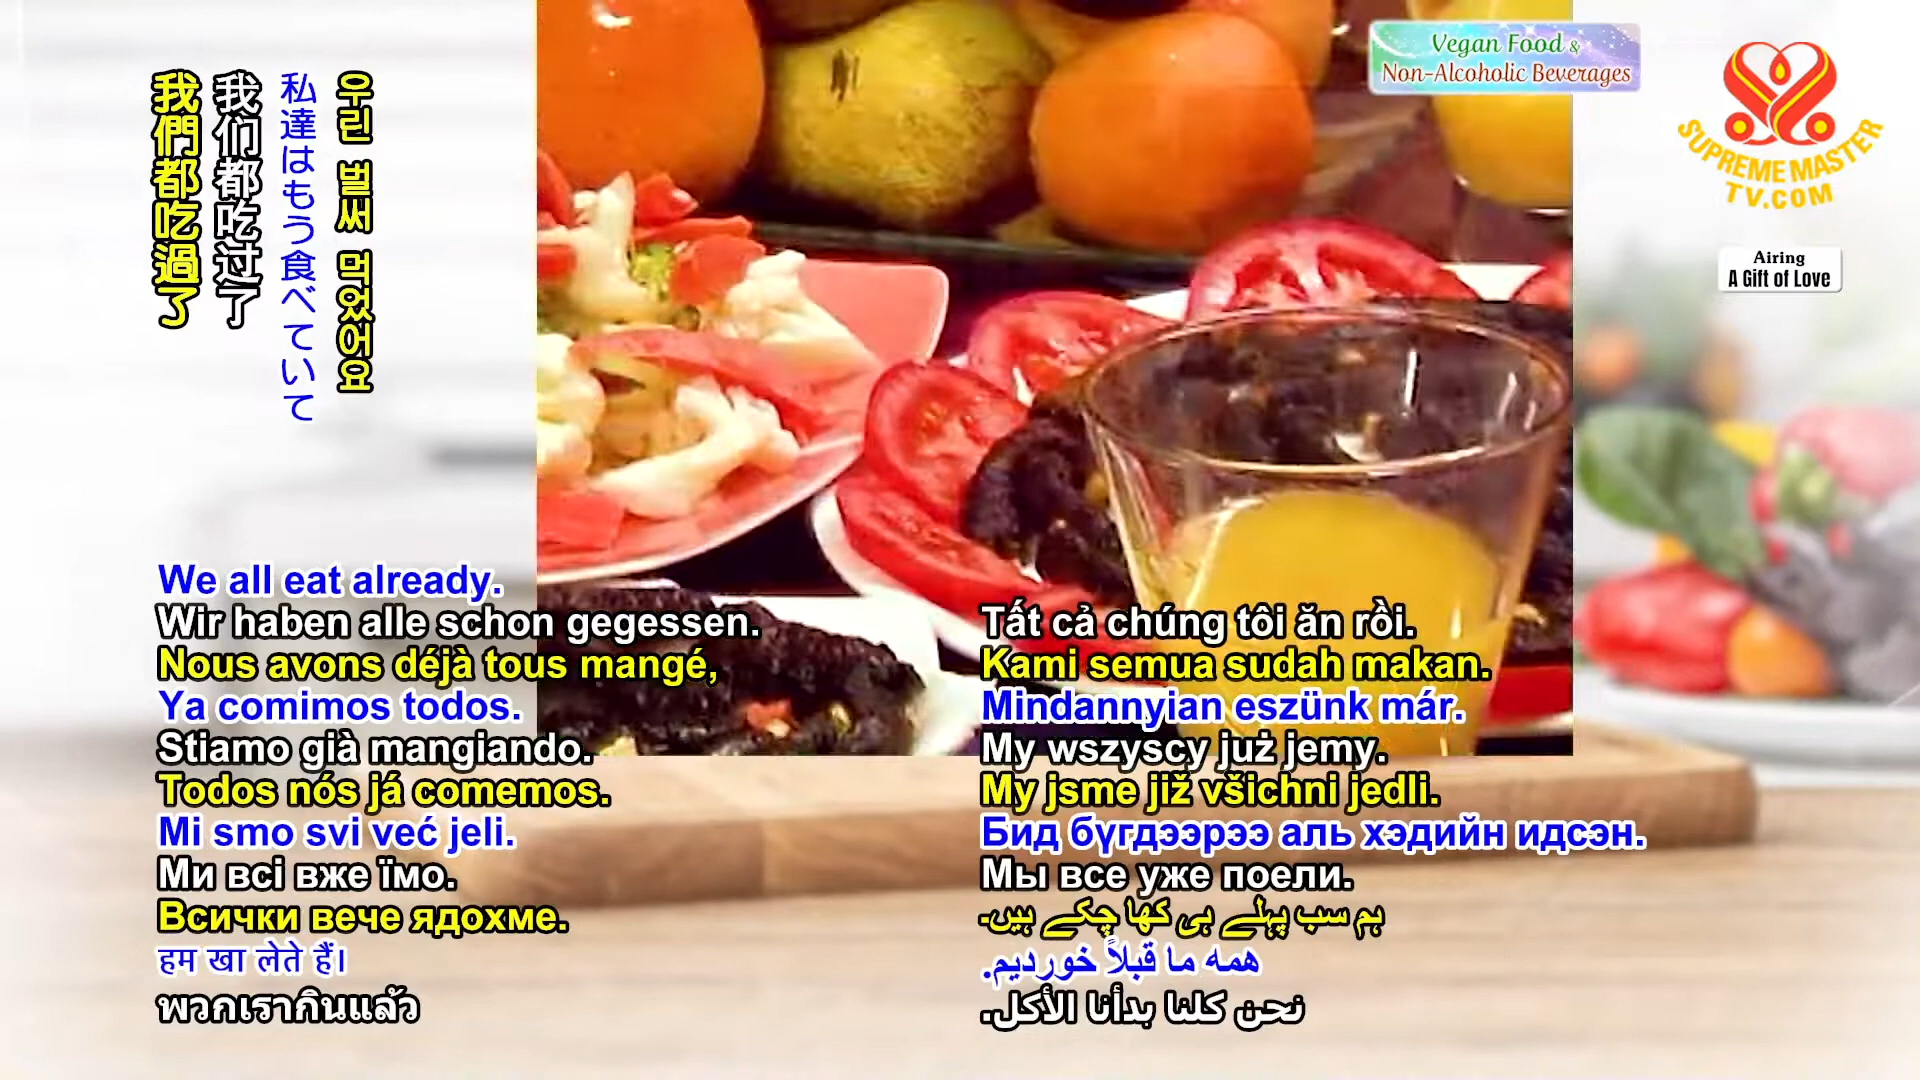 Vegan Food &
Non-Alcoholic Beverages
SUPREME MASTER
TV.COM
Airing
A Gift of Love
우린 벌써 먹었어요
私達はもう食べていて
我们都吃过了
我們都吃過了
We all eat already.
Wir haben alle schon gegessen.
Nous avons déjà tous mangé,
Ya comimos todos.
Stiamo già mangiando.
Todos nós já comemos.
Mi smo svi već jeli.
Ми всі вже їмо.
Всички вече ядохме.
हम खा लेते हैं।
พวกเรากินแล้ว
Tất cả chúng tôi ăn rồi.
Kami semua sudah makan.
Mindannyian eszünk már.
My wszyscy już jemy.
My jsme již všichni jedli.
Бид бүгдээрээ аль хэдийн идсэн.
Мы все уже поели.
ہم سب پہلے ہی کھا چکے ہیں۔
همه ما قبلاً خوردیم.
نحن كلنا بدأنا الأكل.